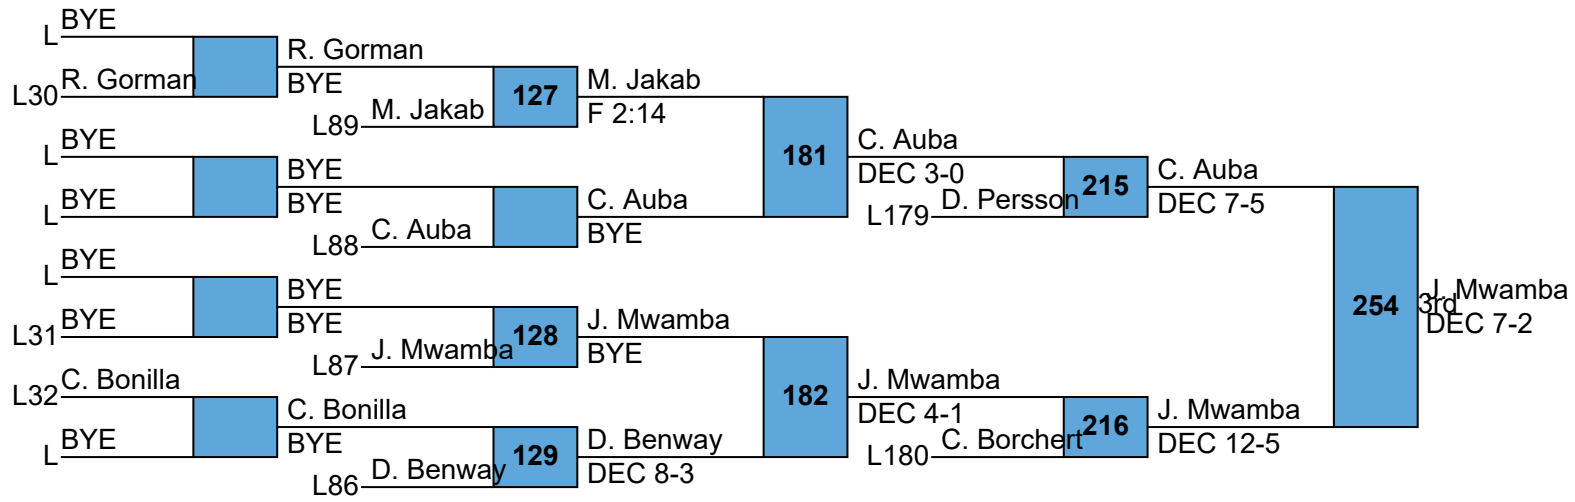 BYE
L
R. Gorman
L30
R. Gorman
BYE
M. Jakab
L89
127
M. Jakab
F 2:14
BYE
L
BYE
L
BYE
BYE
C. Auba
L88
C. Auba
BYE
181
C. Auba
DEC 3-0
D. Persson
L179
215
C. Auba
DEC 7-5
BYE
L
BYE
L31
BYE
BYE
J. Mwamba
L87
128
J. Mwamba
BYE
C. Bonilla
L32
BYE
L
C. Bonilla
BYE
D. Benway
L86
129
D. Benway
DEC 8-3
182
J. Mwamba
DEC 4-1
C. Borchert
L180
216
J. Mwamba
DEC 12-5
254
3rd
J. Mwamba
DEC 7-2